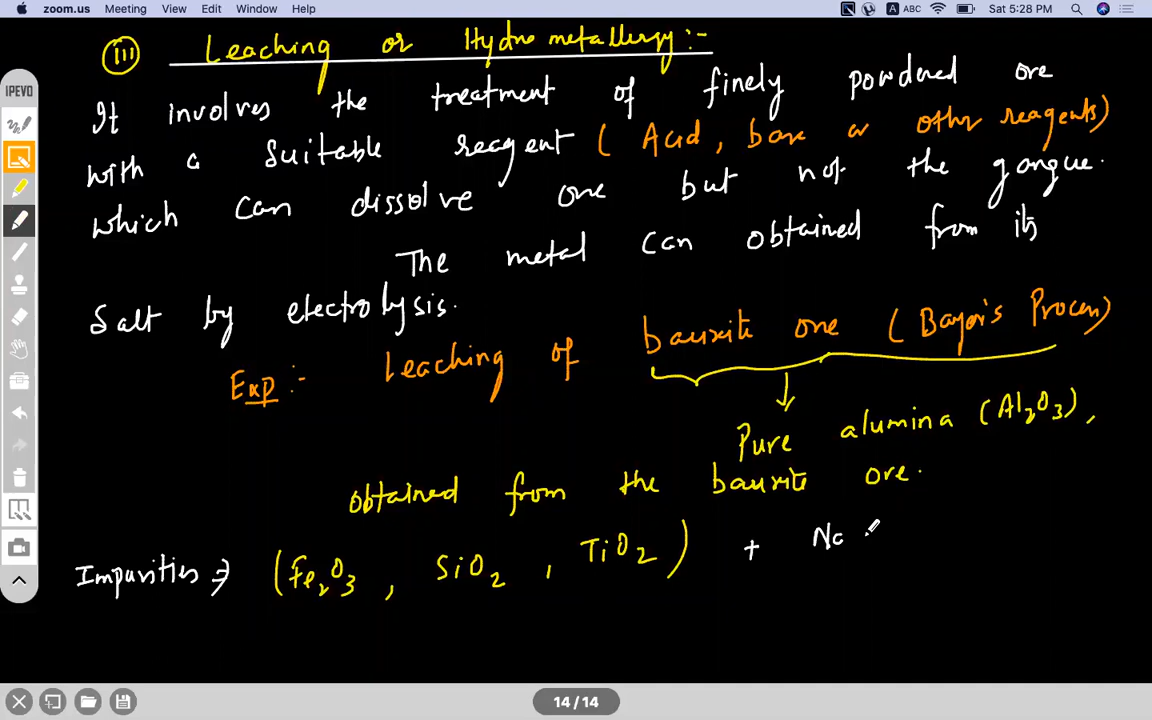 zoom.us Meeting View Edit Window Help ABC Sat 5:28 PM
(III) Leaching or Hydrometallergy:-
IPEVO
It involves the treatment of finely powdered ore
with a suitable reagent (Acid, base or other reagents)
which can dissolve ore but not the gangue.
The metal can obtained from its
Salt by electrolysis.
Exp:- Leaching of bauxite ore (Bayer's Process)
Pure alumina (Al₂O₃),
obtained from the bauxite ore.
Impurities ⇒ (Fe₂O₃, SiO₂, TiO₂) + Na
14/14